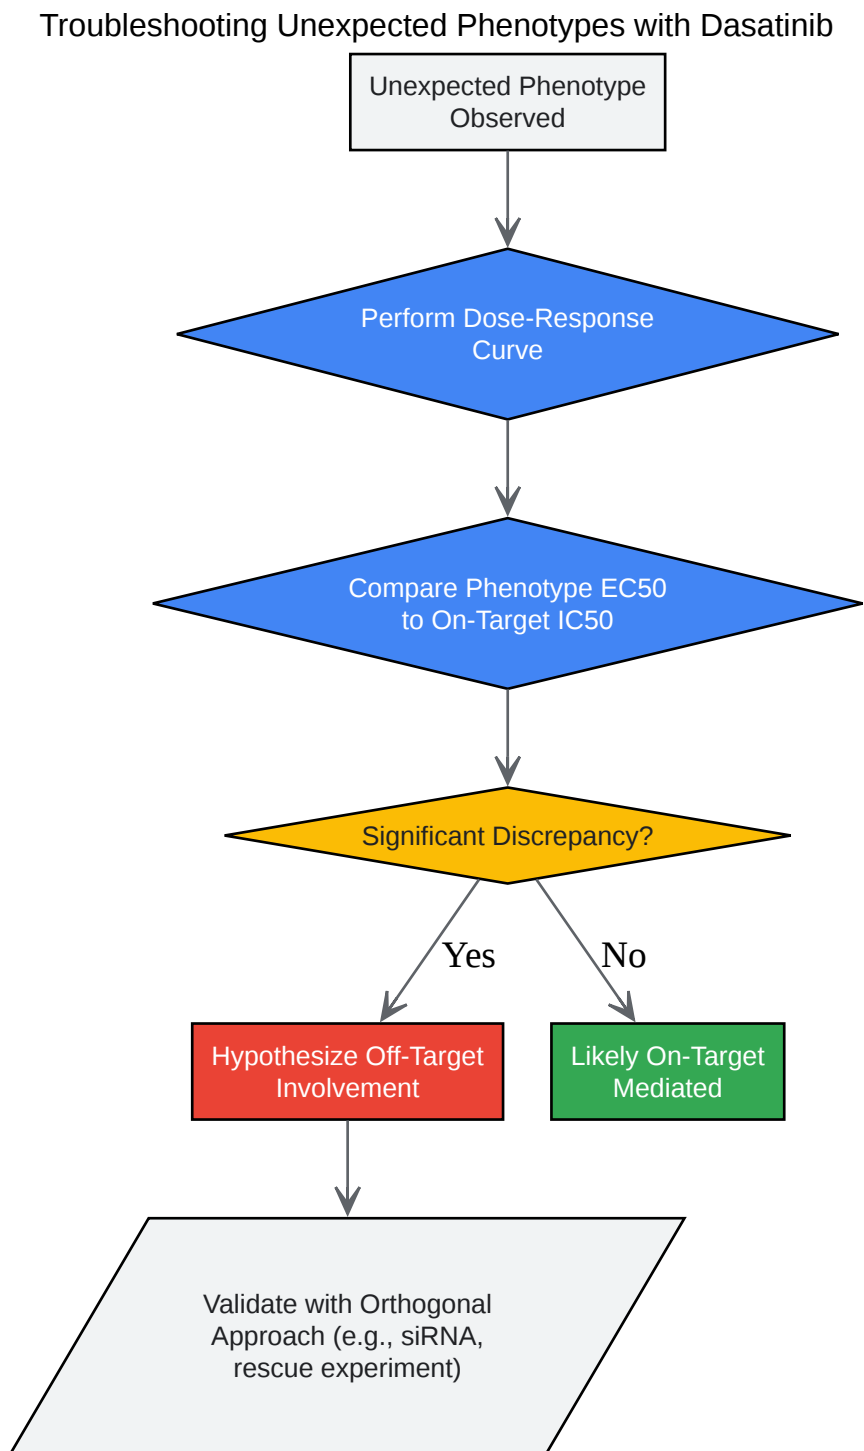 Troubleshooting Unexpected Phenotypes with Dasatinib
Unexpected Phenotype
Observed
Perform Dose-Response
Curve
Compare Phenotype EC50
to On-Target IC50
Significant Discrepancy?
Yes
No
Hypothesize Off-Target
Involvement
Likely On-Target
Mediated
Validate with Orthogonal
Approach (e.g., siRNA,
rescue experiment)